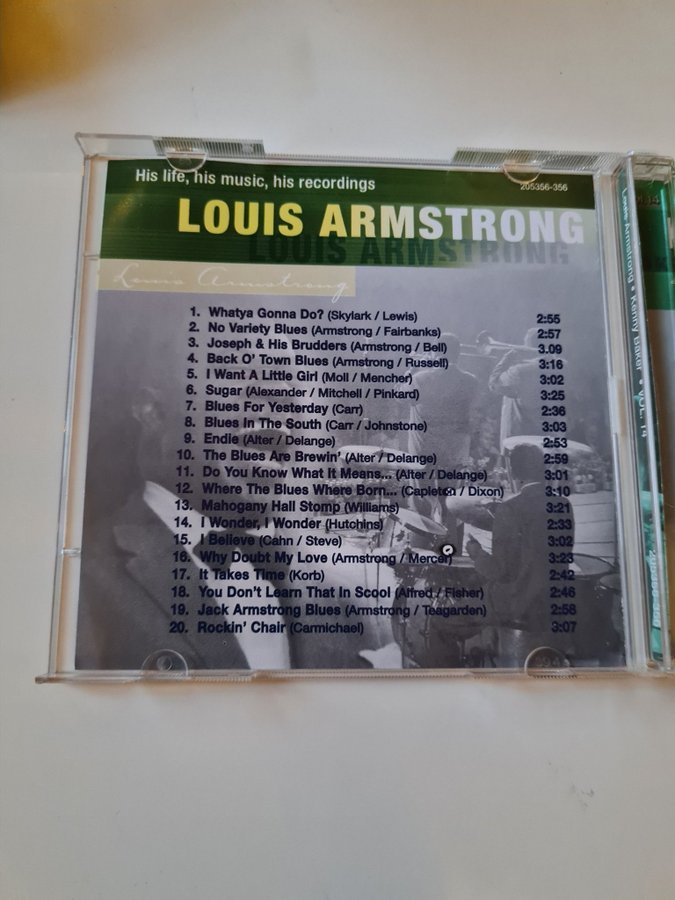 His life, his music, his recordings
205356-356
LOUIS ARMSTRONG
LOUIS ARMSTRONG
Louis Armstrong
1. Whatya Gonna Do? (Skylark / Lewis) 2:55
2. No Variety Blues (Armstrong / Fairbanks) 2:57
3. Joseph & His Brudders (Armstrong / Bell) 3.09
4. Back O' Town Blues (Armstrong / Russell) 3:16
5. I Want A Little Girl (Moll / Mencher) 3:02
6. Sugar (Alexander / Mitchell / Pinkard) 3:25
7. Blues For Yesterday (Carr) 2:36
8. Blues In The South (Carr / Johnstone) 3:03
9. Endie (Alter / Delange) 2:53
10. The Blues Are Brewin' (Alter / Delange) 2:59
11. Do You Know What It Means... (Alter / Delange) 3:01
12. Where The Blues Where Born... (Capleton / Dixon) 3:10
13. Mahogany Hall Stomp (Williams) 3:21
14. I Wonder, I Wonder (Hutchins) 2:33
15. I Believe (Cahn / Steve) 3:02
16. Why Doubt My Love (Armstrong / Mercer) 3:23
17. It Takes Time (Korb) 2:42
18. You Don't Learn That In Scool (Alfred / Fisher) 2:46
19. Jack Armstrong Blues (Armstrong / Teagarden) 2:58
20. Rockin' Chair (Carmichael) 3:07
Louis Armstrong • Kenny Baker • VOL. 14